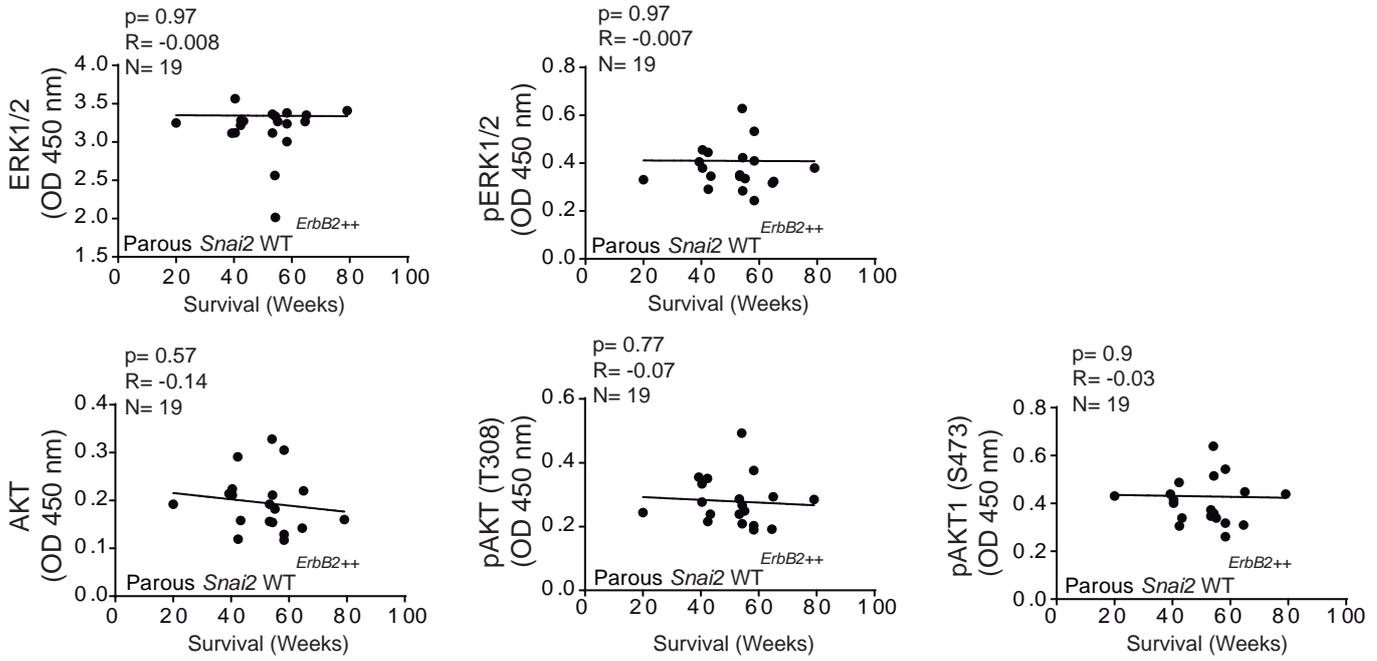 p= 0.97
R= -0.008
N= 19
ERK1/2
(OD 450 nm)
4.0
3.5
3.0
2.5
2.0
1.5
ErbB2++
Parous Snai2 WT
0 20 40 60 80 100
Survival (Weeks)
p= 0.97
R= -0.007
N= 19
pERK1/2
(OD 450 nm)
0.8
0.6
0.4
0.2
0.0
ErbB2++
Parous Snai2 WT
0 20 40 60 80 100
Survival (Weeks)
p= 0.57
R= -0.14
N= 19
AKT
(OD 450 nm)
0.4
0.3
0.2
0.1
0.0
ErbB2++
Parous Snai2 WT
0 20 40 60 80 100
Survival (Weeks)
p= 0.77
R= -0.07
N= 19
pAKT (T308)
(OD 450 nm)
0.6
0.4
0.2
0.0
ErbB2++
Parous Snai2 WT
0 20 40 60 80 100
Survival (Weeks)
p= 0.9
R= -0.03
N= 19
pAKT1 (S473)
(OD 450 nm)
0.8
0.6
0.4
0.2
0.0
ErbB2++
Parous Snai2 WT
0 20 40 60 80 100
Survival (Weeks)